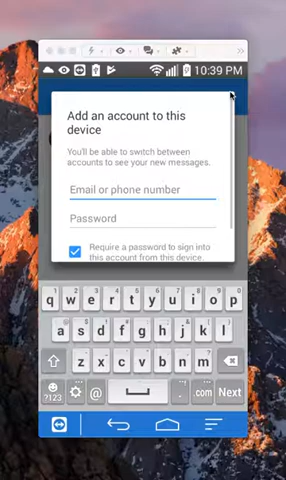 10:39 PM
Add an account to this
device
You'll be able to switch between
accounts to see your new messages.
Email or phone number
Password
Require a password to sign into
this account from this device.
q w e r t y u i o p
a s d f g h j k l
z x c v b n m
?123 @ . .com Next